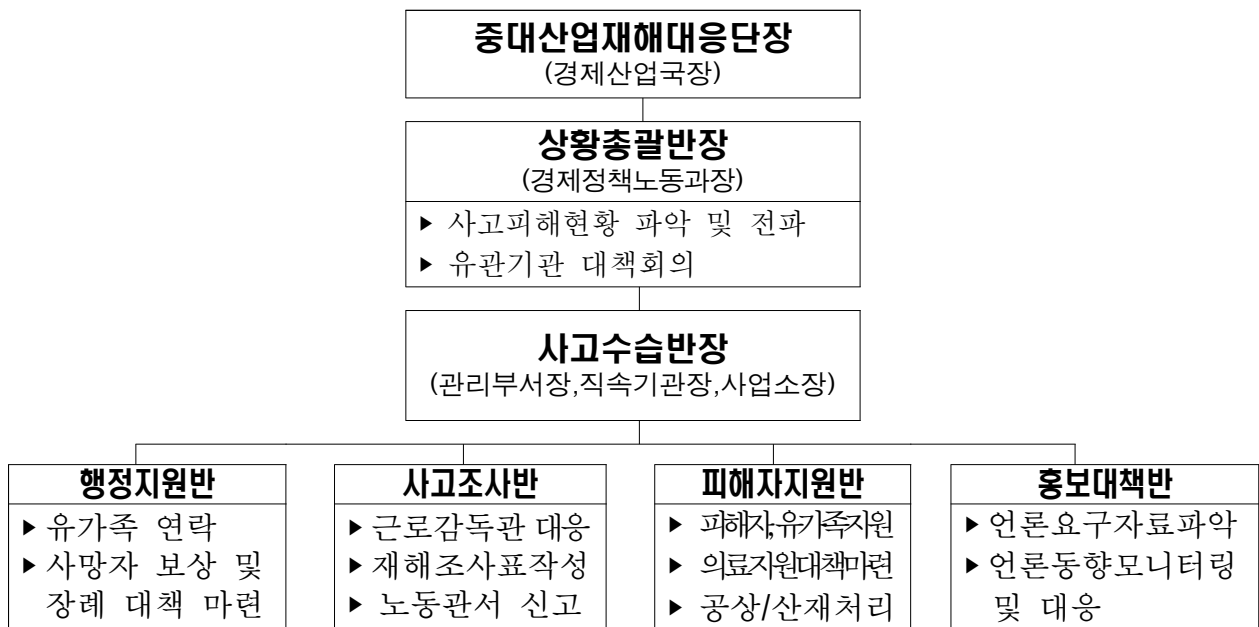 중대산업재해대응단장
(경제산업국장)
상황총괄반장
(경제정책노동과장)
▶ 사고피해현황 파악 및 전파
▶ 유관기관 대책회의
사고수습반장
(관리부서장,직속기관장,사업소장)
행정지원반
▶ 유가족 연락
▶ 사망자 보상 및
장례 대책 마련
사고조사반
▶ 근로감독관 대응
▶ 재해조사표작성
▶ 노동관서 신고
피해자지원반
▶ 피해자,유가족지원
▶ 의료지원대책마련
▶ 공상/산재처리
홍보대책반
▶ 언론요구자료파악
▶ 언론동향모니터링
및 대응